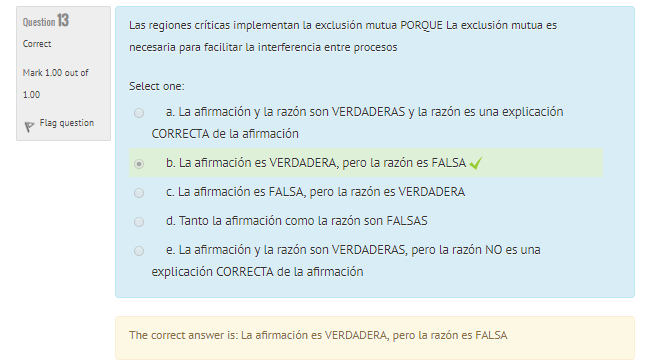 Question 13
Correct
Mark 1.00 out of
1.00
Flag question
Las regiones críticas implementan la exclusión mutua PORQUE La exclusión mutua es
necesaria para facilitar la interferencia entre procesos
Select one:
a. La afirmación y la razón son VERDADERAS y la razón es una explicación
CORRECTA de la afirmación
b. La afirmación es VERDADERA, pero la razón es FALSA
c. La afirmación es FALSA, pero la razón es VERDADERA
d. Tanto la afirmación como la razón son FALSAS
e. La afirmación y la razón son VERDADERAS, pero la razón NO es una
explicación CORRECTA de la afirmación
The correct answer is: La afirmación es VERDADERA, pero la razón es FALSA